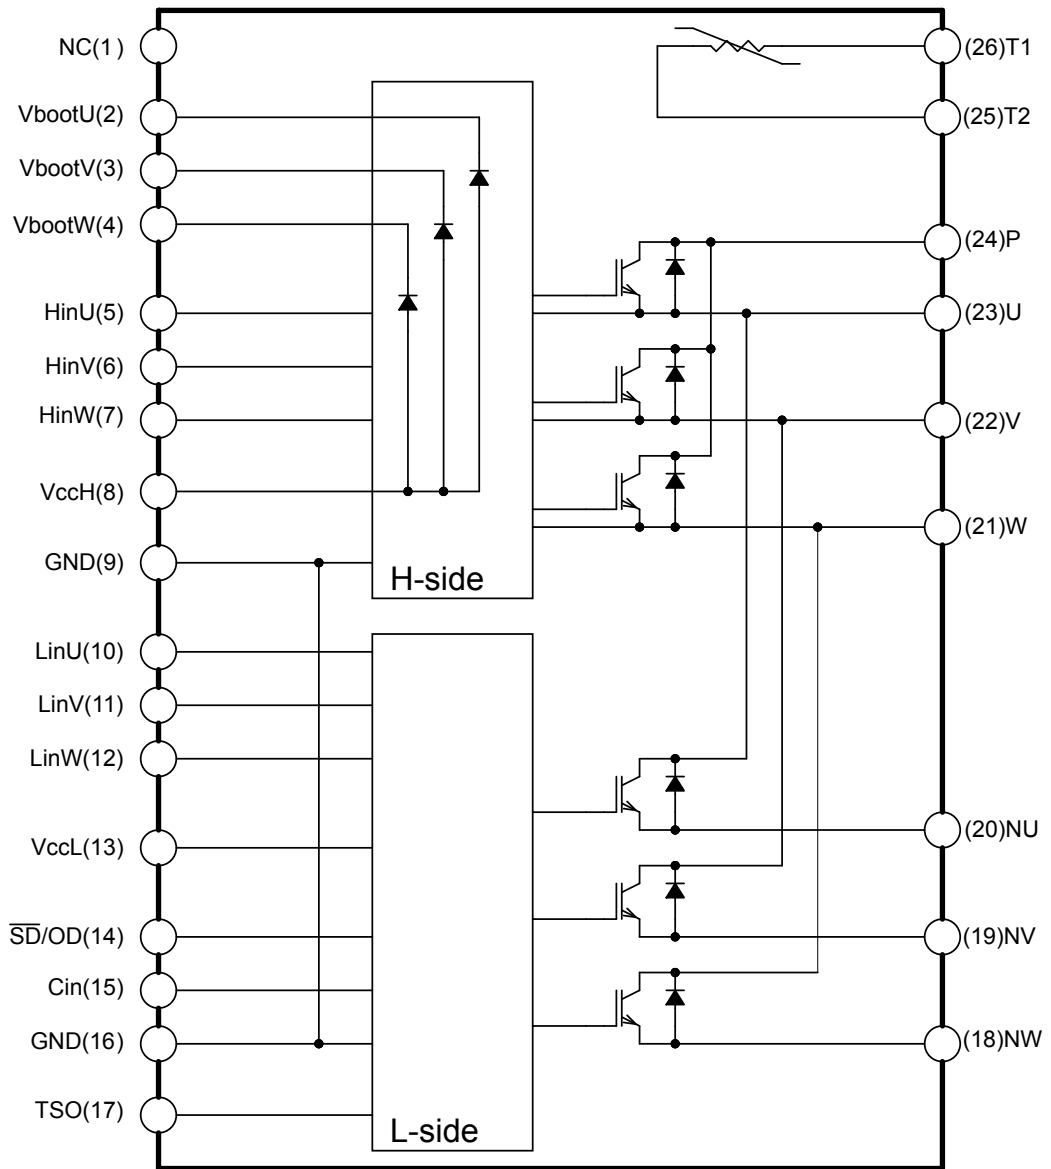 NC(1)
VbootU(2)
VbootV(3)
VbootW(4)
HinU(5)
HinV(6)
HinW(7)
VccH(8)
GND(9)
LinU(10)
LinV(11)
LinW(12)
VccL(13)
S̅D̅/OD(14)
Cin(15)
GND(16)
TSO(17)
H-side
L-side
(26)T1
(25)T2
(24)P
(23)U
(22)V
(21)W
(20)NU
(19)NV
(18)NW